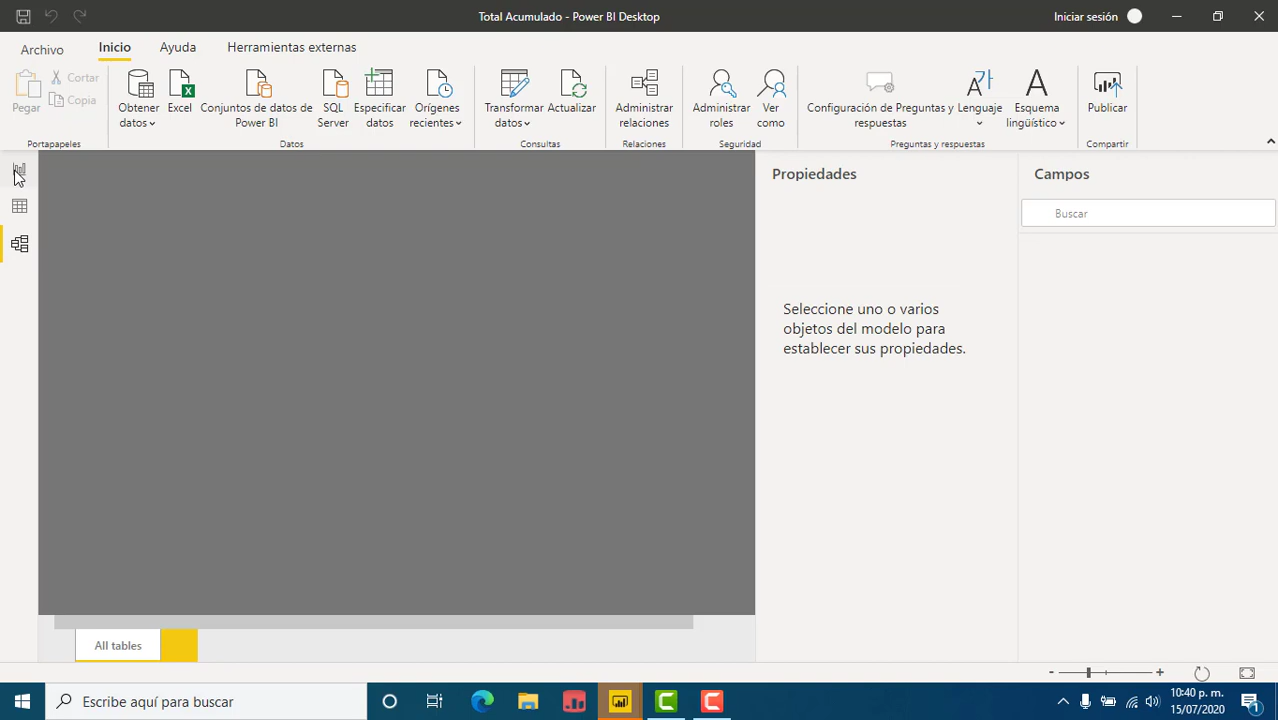 Total Acumulado - Power BI Desktop
Iniciar sesión
Archivo
Inicio
Ayuda
Herramientas externas
Pegar
Cortar
Copia
Obtener datos
Excel
Conjuntos de datos de Power BI
SQL Server
Especificar datos
Orígenes recientes
Transformar datos
Actualizar
Administrar relaciones
Administrar roles
Ver como
Configuración de Preguntas y respuestas
Lenguaje
Esquema lingüístico
Publicar
Portapapeles
Datos
Consultas
Relaciones
Seguridad
Preguntas y respuestas
Compartir
Propiedades
Campos
Buscar
Seleccione uno o varios
objetos del modelo para
establecer sus propiedades.
All tables
Escribe aquí para buscar
10:40 p. m.
15/07/2020
1